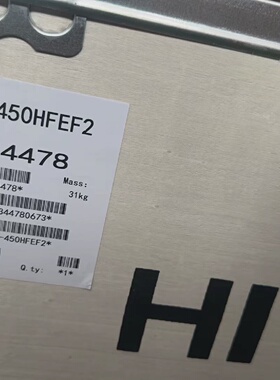 450HFEF2
4478
478*
Mass:
31kg
344780673*
-450HFEF2*
Q.ty:
*1*
HI